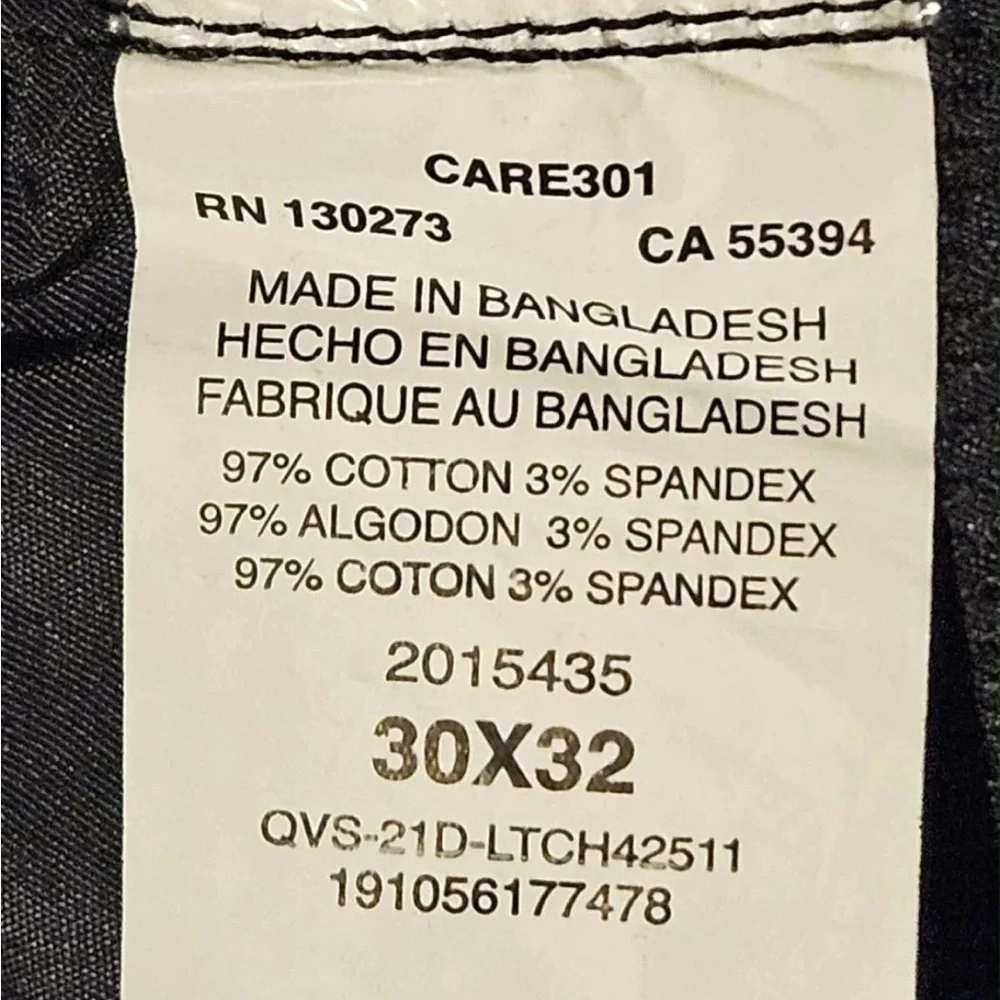 CARE301
RN 130273 CA 55394
MADE IN BANGLADESH
HECHO EN BANGLADESH
FABRIQUE AU BANGLADESH
97% COTTON 3% SPANDEX
97% ALGODON 3% SPANDEX
97% COTON 3% SPANDEX
2015435
30X32
QVS-21D-LTCH42511
191056177478